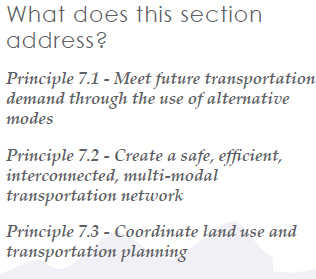 What does this section
address?
Principle 7.1 - Meet future transportation
demand through the use of alternative
modes
Principle 7.2 - Create a safe, efficient,
interconnected, multi-modal
transportation network
Principle 7.3 - Coordinate land use and
transportation planning